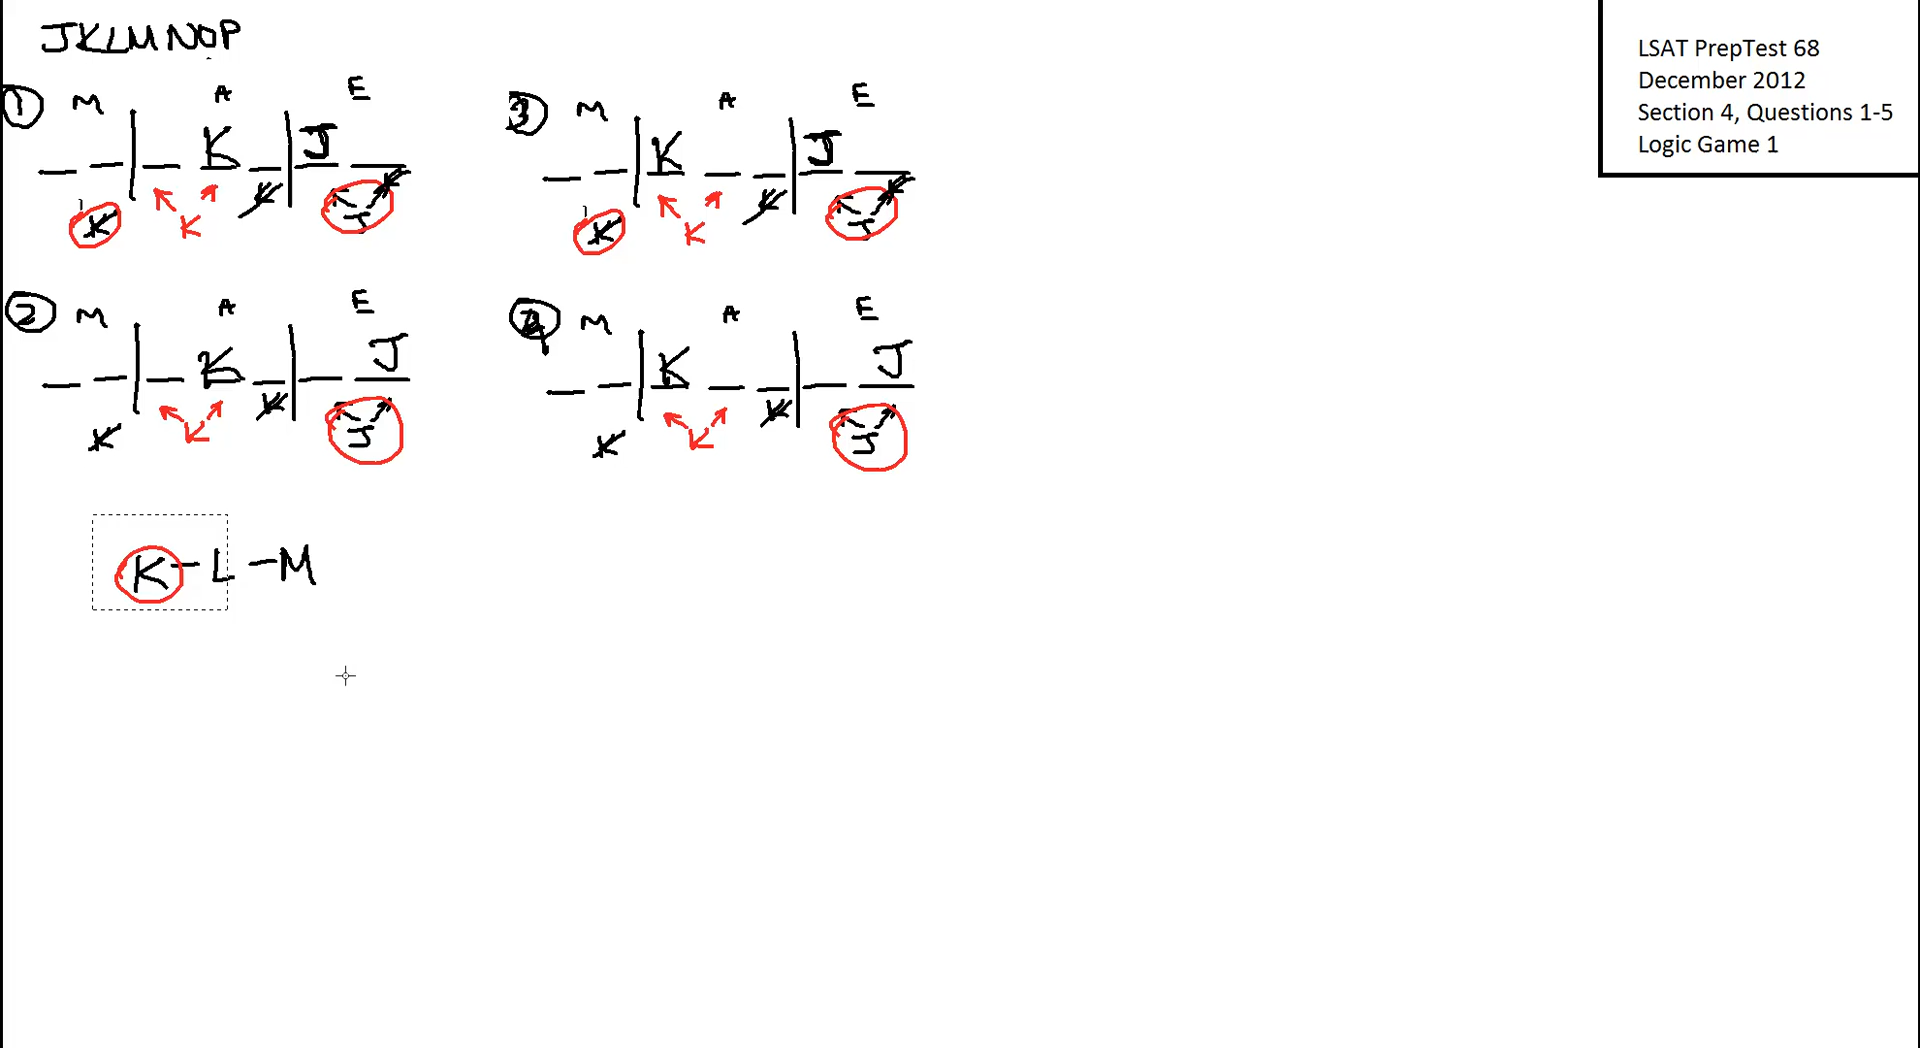 JKLMNOP
LSAT PrepTest 68
December 2012
Section 4, Questions 1-5
Logic Game 1
1 M A E
K J
K K K J
3 M A E
K J
K K K J
2 M A E
K J
K K K J
4 M A E
K J
K K K J
K - L - M